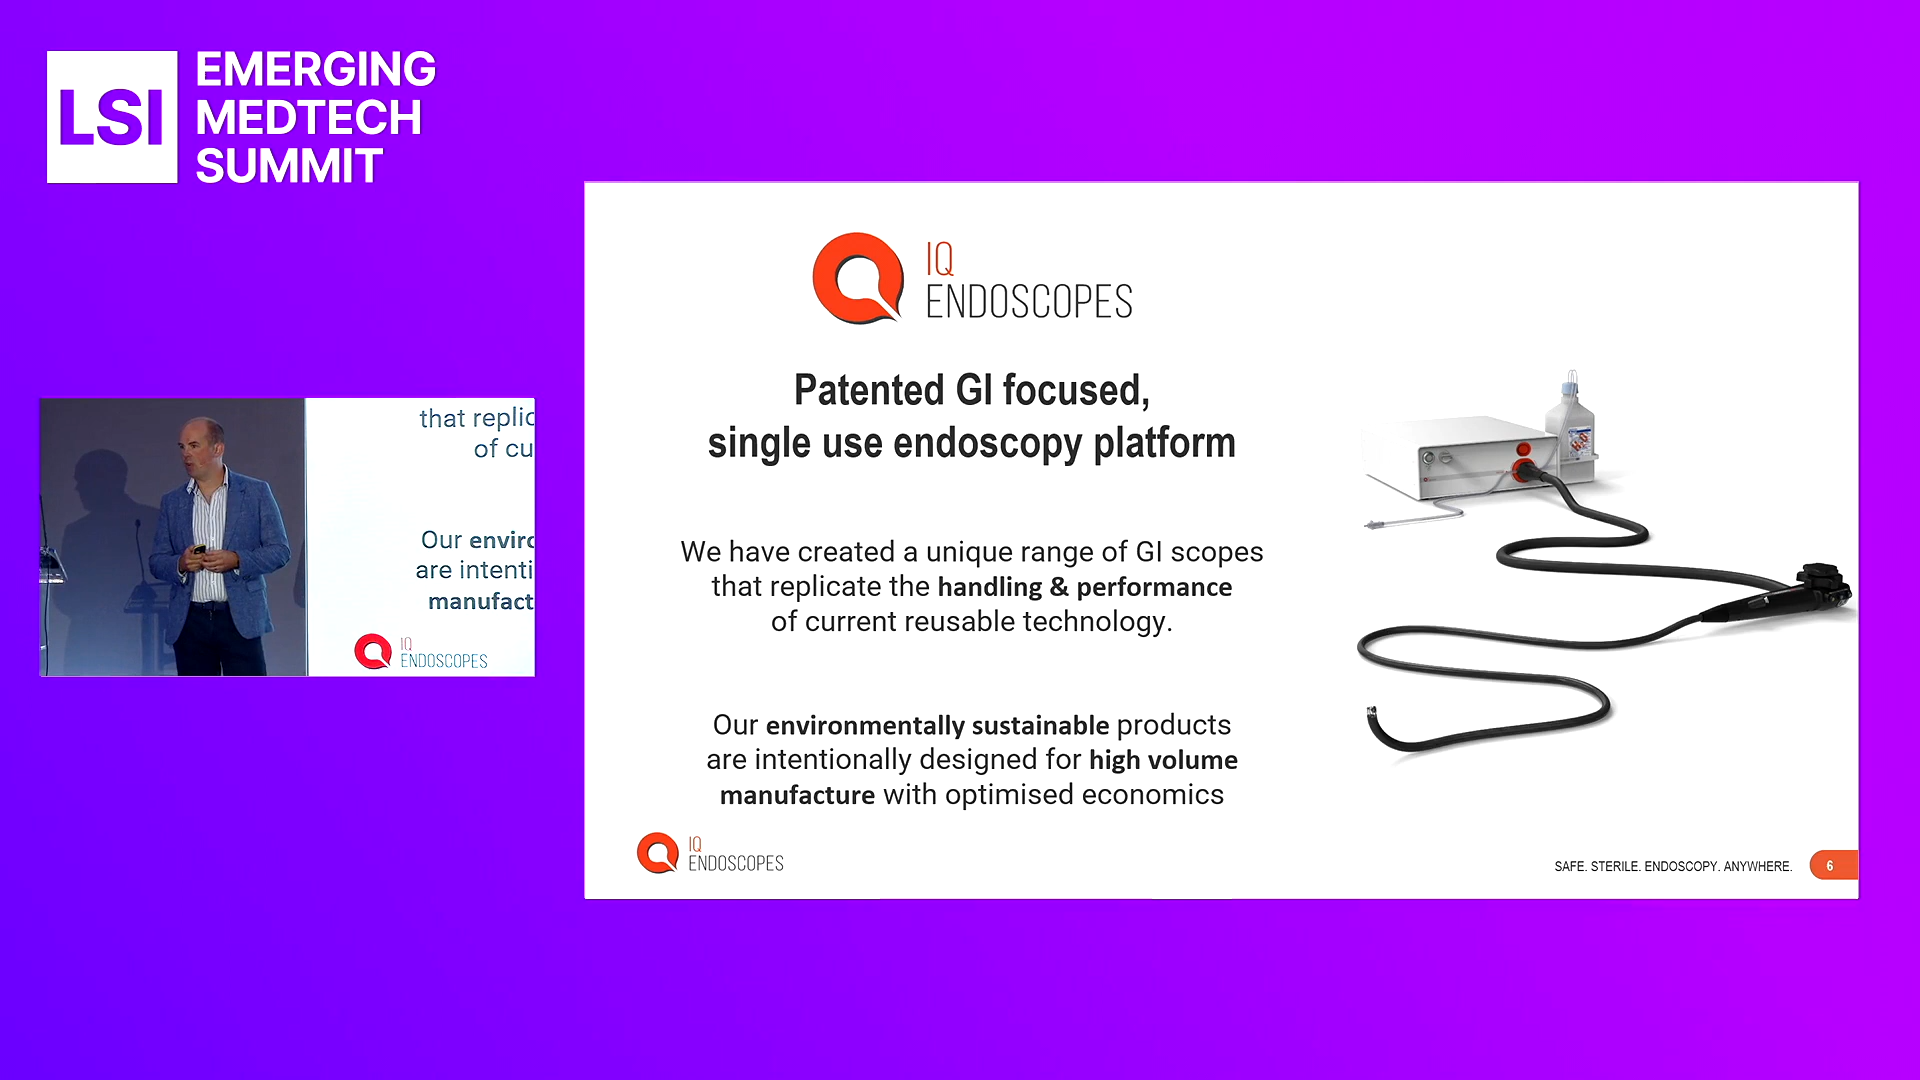 LSI
EMERGING
MEDTECH
SUMMIT
that replic
of cu
Our enviro
are intenti
manufact
IQ
ENDOSCOPES
IQ
ENDOSCOPES
Patented GI focused,
single use endoscopy platform
We have created a unique range of GI scopes
that replicate the handling & performance
of current reusable technology.
Our environmentally sustainable products
are intentionally designed for high volume
manufacture with optimised economics
IQ
ENDOSCOPES
SAFE. STERILE. ENDOSCOPY. ANYWHERE.
6